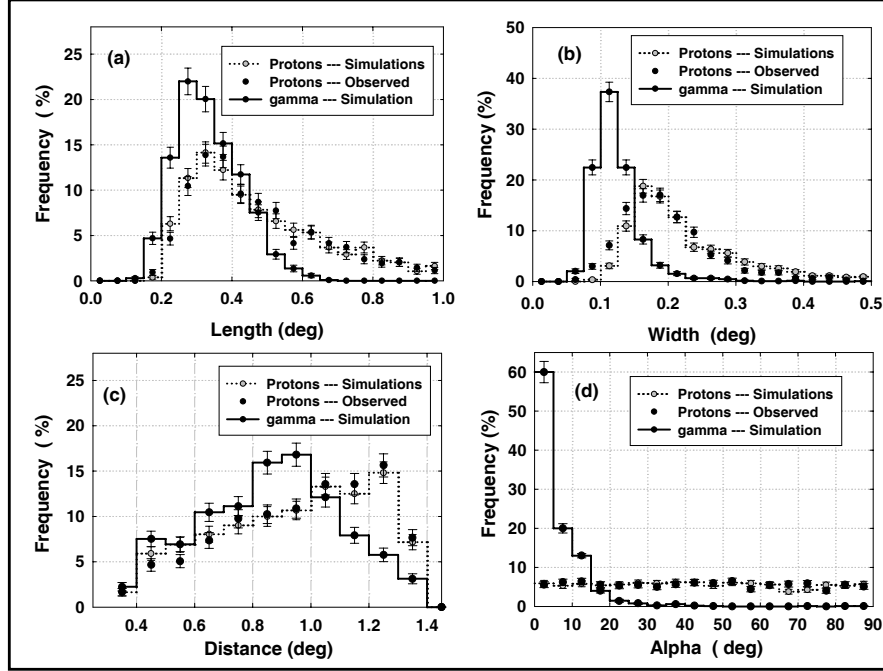 (a)
Protons --- Simulations
Protons --- Observed
gamma --- Simulation
Frequency ( %)
25
20
15
10
5
0
0.0 0.2 0.4 0.6 0.8 1.0
Length (deg)
(b)
Protons --- Simulations
Protons --- Observed
gamma --- Simulation
Frequency (%)
50
40
30
20
10
0
0.0 0.1 0.2 0.3 0.4 0.5
Width ( deg)
(c)
Protons --- Simulations
Protons --- Observed
gamma --- Simulation
Frequency ( %)
25
20
15
10
5
0
0.4 0.6 0.8 1.0 1.2 1.4
Distance (deg)
(d)
Protons --- Simulations
Protons --- Observed
gamma --- Simulation
Frequency (%)
60
50
40
30
20
10
0
0 10 20 30 40 50 60 70 80 90
Alpha ( deg)